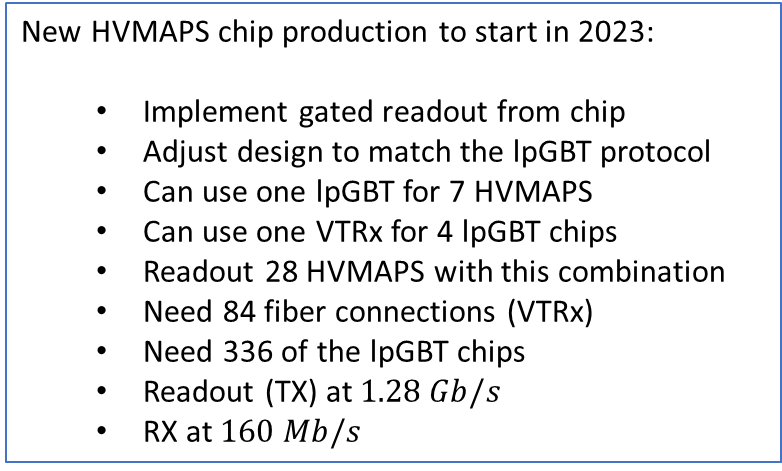 New HVMAPS chip production to start in 2023:
• Implement gated readout from chip
• Adjust design to match the lpGBT protocol
• Can use one lpGBT for 7 HVMAPS
• Can use one VTRx for 4 lpGBT chips
• Readout 28 HVMAPS with this combination
• Need 84 fiber connections (VTRx)
• Need 336 of the lpGBT chips
• Readout (TX) at 1.28 Gb/s
• RX at 160 Mb/s